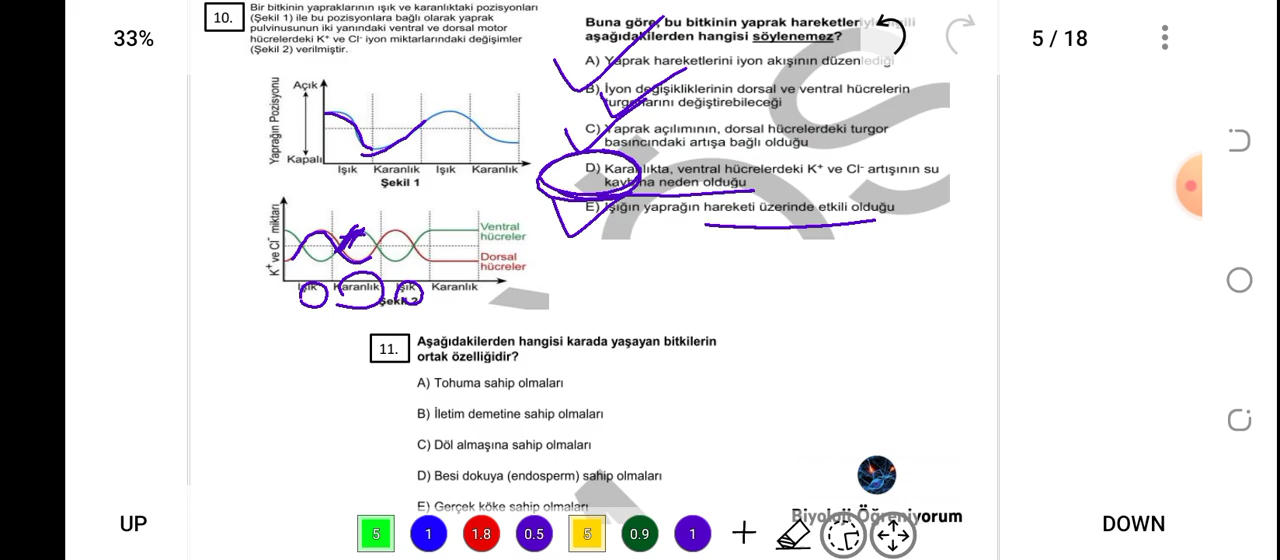 33%
5 / 18
10.
Bir bitkinin yapraklarının ışık ve karanlıktaki pozisyonları
(Şekil 1) ile bu pozisyonlara bağlı olarak yaprak
pulvinusunun iki yanındaki ventral ve dorsal motor
hücrelerdeki K⁺ ve Cl⁻ iyon miktarlarındaki değişimler
(Şekil 2) verilmiştir.
Açık
Yaprağın Pozisyonu
Kapalı
Işık Karanlık Işık Karanlık
Şekil 1
K⁺ ve Cl⁻ miktarı
Ventral
hücreler
Dorsal
hücreler
Işık Karanlık Işık Karanlık
Şekil 2
Buna göre, bu bitkinin yaprak hareketleriyle ilgili
aşağıdakilerden hangisi söylenemez?
A) Yaprak hareketlerini iyon akışının düzenlediği
B) İyon değişikliklerinin dorsal ve ventral hücrelerin
turgorlarını değiştirebileceği
C) Yaprak açılımının, dorsal hücrelerdeki turgor
basıncındaki artışa bağlı olduğu
D) Karanlıkta, ventral hücrelerdeki K⁺ ve Cl⁻ artışının su
kaybına neden olduğu
E) Işığın yaprağın hareketi üzerinde etkili olduğu
11.
Aşağıdakilerden hangisi karada yaşayan bitkilerin
ortak özelliğidir?
A) Tohuma sahip olmaları
B) İletim demetine sahip olmaları
C) Döl almaşına sahip olmaları
D) Besi dokuya (endosperm) sahip olmaları
E) Gerçek köke sahip olmaları
Biyoloji Öğreniyorum
UP
5
1
1.8
0.5
5
0.9
1
DOWN